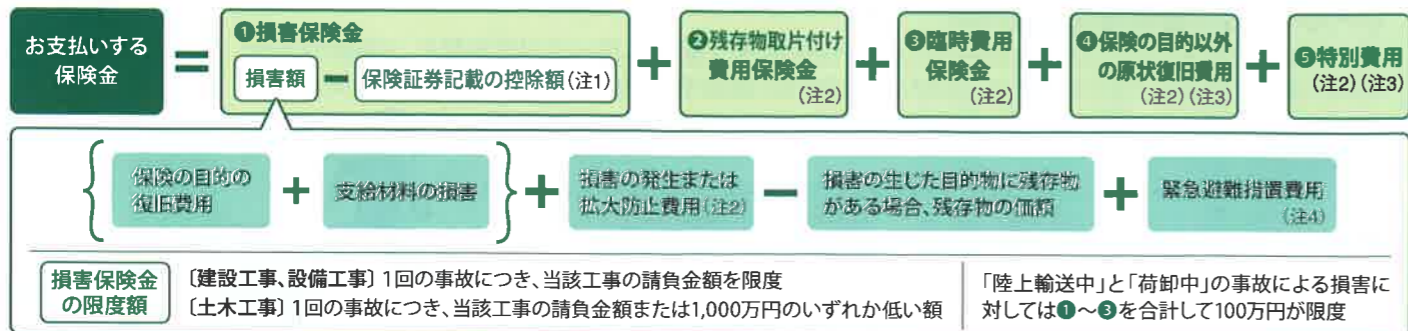 お支払いする
保険金
=
❶損害保険金
損害額 − 保険証券記載の控除額(注1)
+
❷残存物取片付け
費用保険金
(注2)
+
❸臨時費用
保険金
(注2)
+
❹保険の目的以外
の原状復旧費用
(注2)(注3)
+
❺特別費用
(注2)(注3)
{
保険の目的の
復旧費用
+
支給材料の損害
}
+
損害の発生または
拡大防止費用(注2)
−
損害の生じた目的物に残存物
がある場合、残存物の価額
+
緊急避難措置費用
(注4)
損害保険金
の限度額
〔建設工事、設備工事〕1回の事故につき、当該工事の請負金額を限度
〔土木工事〕1回の事故につき、当該工事の請負金額または1,000万円のいずれか低い額
「陸上輸送中」と「荷卸中」の事故による損害に
対しては❶〜❸を合計して100万円が限度